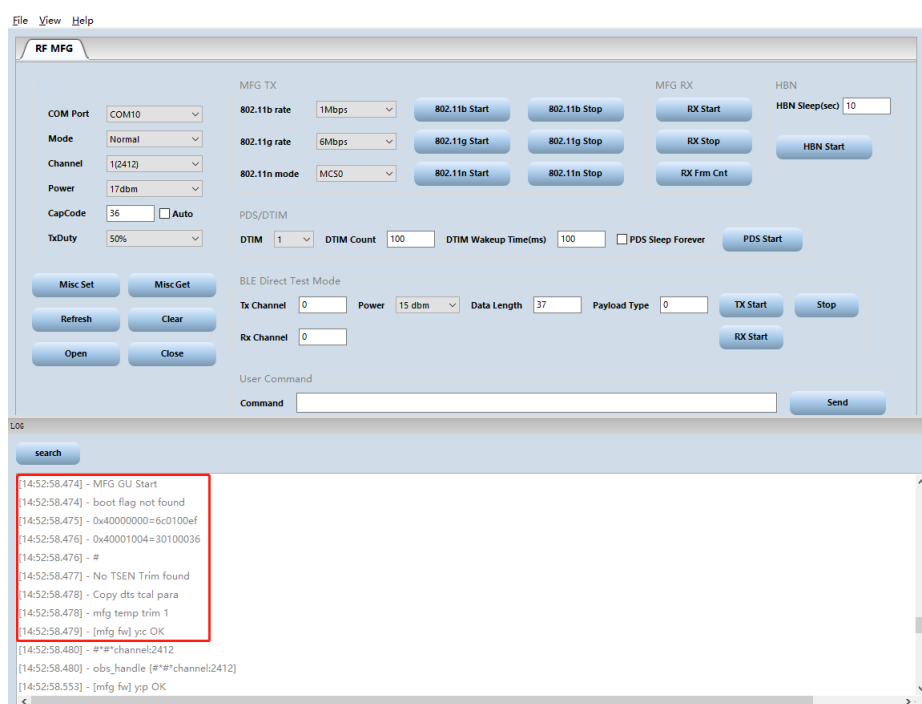 File View Help
RF MFG
MFG TX MFG RX HBN
COM Port COM10 802.11b rate 1Mbps 802.11b Start 802.11b Stop RX Start HBN Sleep(sec) 10
Mode Normal 802.11g rate 6Mbps 802.11g Start 802.11g Stop RX Stop HBN Start
Channel 1(2412) 802.11n mode MCS0 802.11n Start 802.11n Stop RX Frm Cnt
Power 17dbm
CapCode 36 Auto PDS/DTIM
TxDuty 50% DTIM 1 DTIM Count 100 DTIM Wakeup Time(ms) 100 PDS Sleep Forever PDS Start
Misc Set Misc Get BLE Direct Test Mode
Tx Channel 0 Power 15 dbm Data Length 37 Payload Type 0 TX Start Stop
Refresh Clear
Rx Channel 0 RX Start
Open Close
User Command
Command Send
LOG
search
[14:52:58.474] - MFG GU Start
[14:52:58.474] - boot flag not found
[14:52:58.475] - 0x40000000=6c0100ef
[14:52:58.476] - 0x40001004=30100036
[14:52:58.476] - #
[14:52:58.477] - No TSEN Trim found
[14:52:58.478] - Copy dts tcal para
[14:52:58.478] - mfg temp trim 1
[14:52:58.479] - [mfg fw] y:c OK
[14:52:58.480] - #*#*channel:2412
[14:52:58.480] - obs_handle [#*#*channel:2412]
[14:52:58.553] - [mfg fw] y:p OK